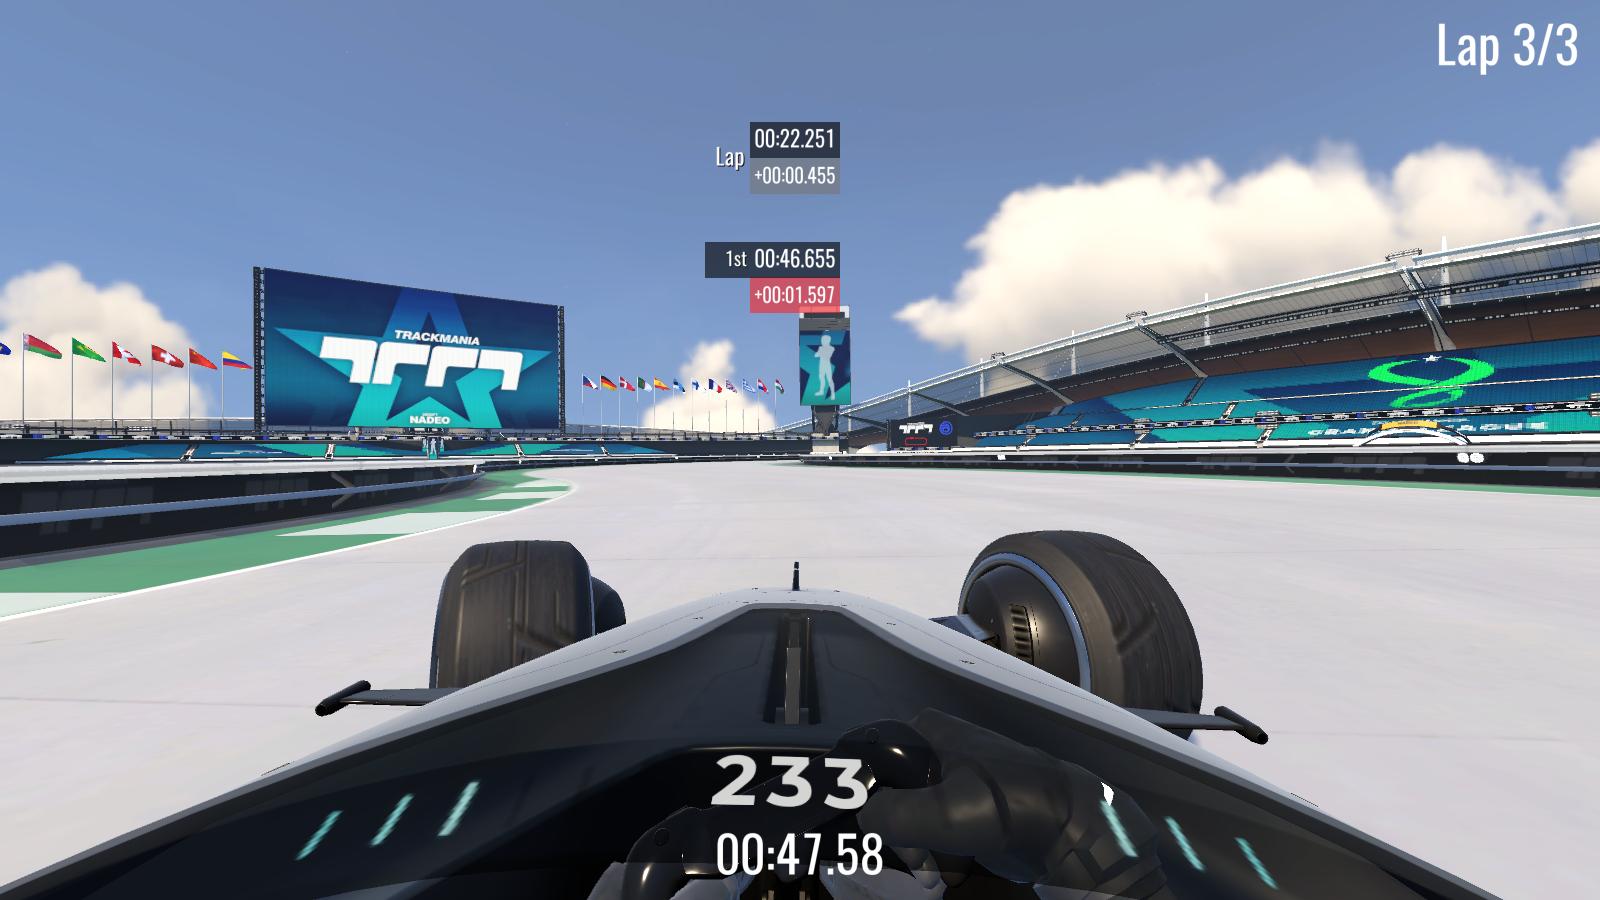 Lap 3/3
Lap 00:22.251
+00:00.455
1st 00:46.655
+00:01.597
TRACKMANIA
NADEO
233
00:47.58